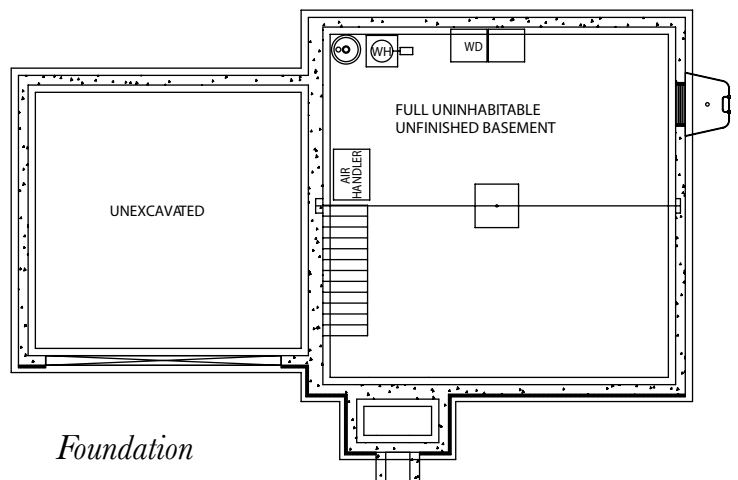 WH
WD
FULL UNINHABITABLE
UNFINISHED BASEMENT
AIR
HANDLER
UNEXCAVATED
Foundation